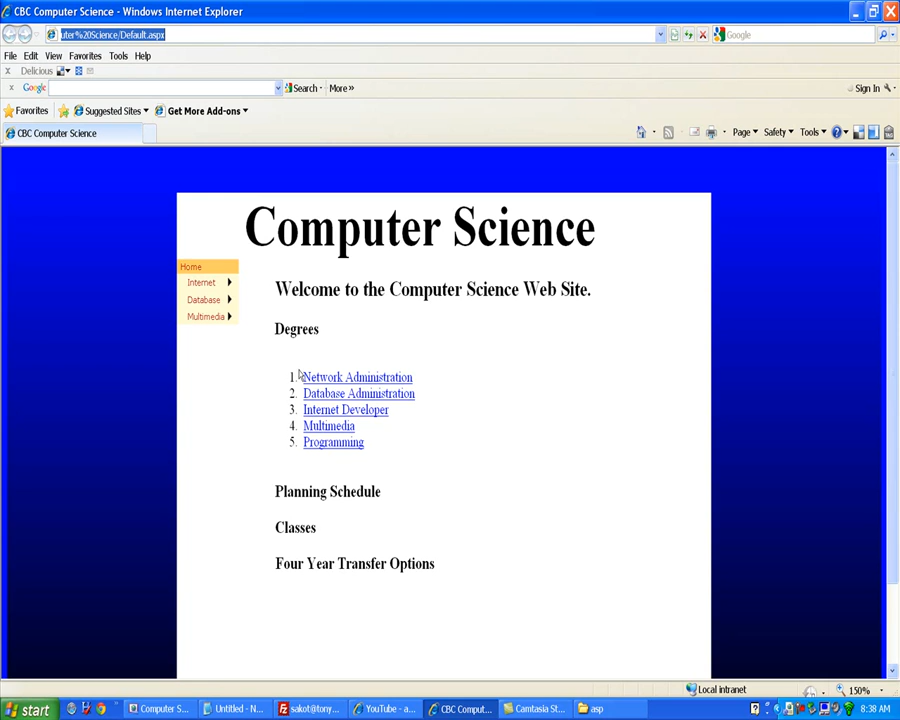 CBC Computer Science - Windows Internet Explorer
uter%20Science/Default.aspx
Google
File Edit View Favorites Tools Help
x Delicious
x Google Search More » Sign In
Favorites Suggested Sites Get More Add-ons
CBC Computer Science
Page Safety Tools
Computer Science
Home
Internet
Database
Multimedia
Welcome to the Computer Science Web Site.
Degrees
1. Network Administration
2. Database Administration
3. Internet Developer
4. Multimedia
5. Programming
Planning Schedule
Classes
Four Year Transfer Options
Local intranet
150%
start
Computer S...
Untitled - N...
sakot@tony...
YouTube - a...
CBC Comput...
Camtasia St...
asp
8:38 AM